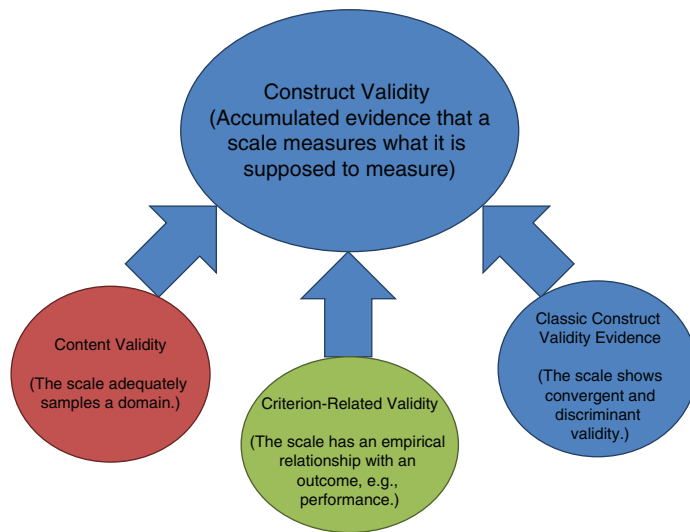 Construct Validity
(Accumulated evidence that a
scale measures what it is
supposed to measure)
Content Validity
(The scale adequately
samples a domain.)
Criterion-Related Validity
(The scale has an empirical
relationship with an
outcome, e.g.,
performance.)
Classic Construct
Validity Evidence
(The scale shows
convergent and
discriminant
validity.)